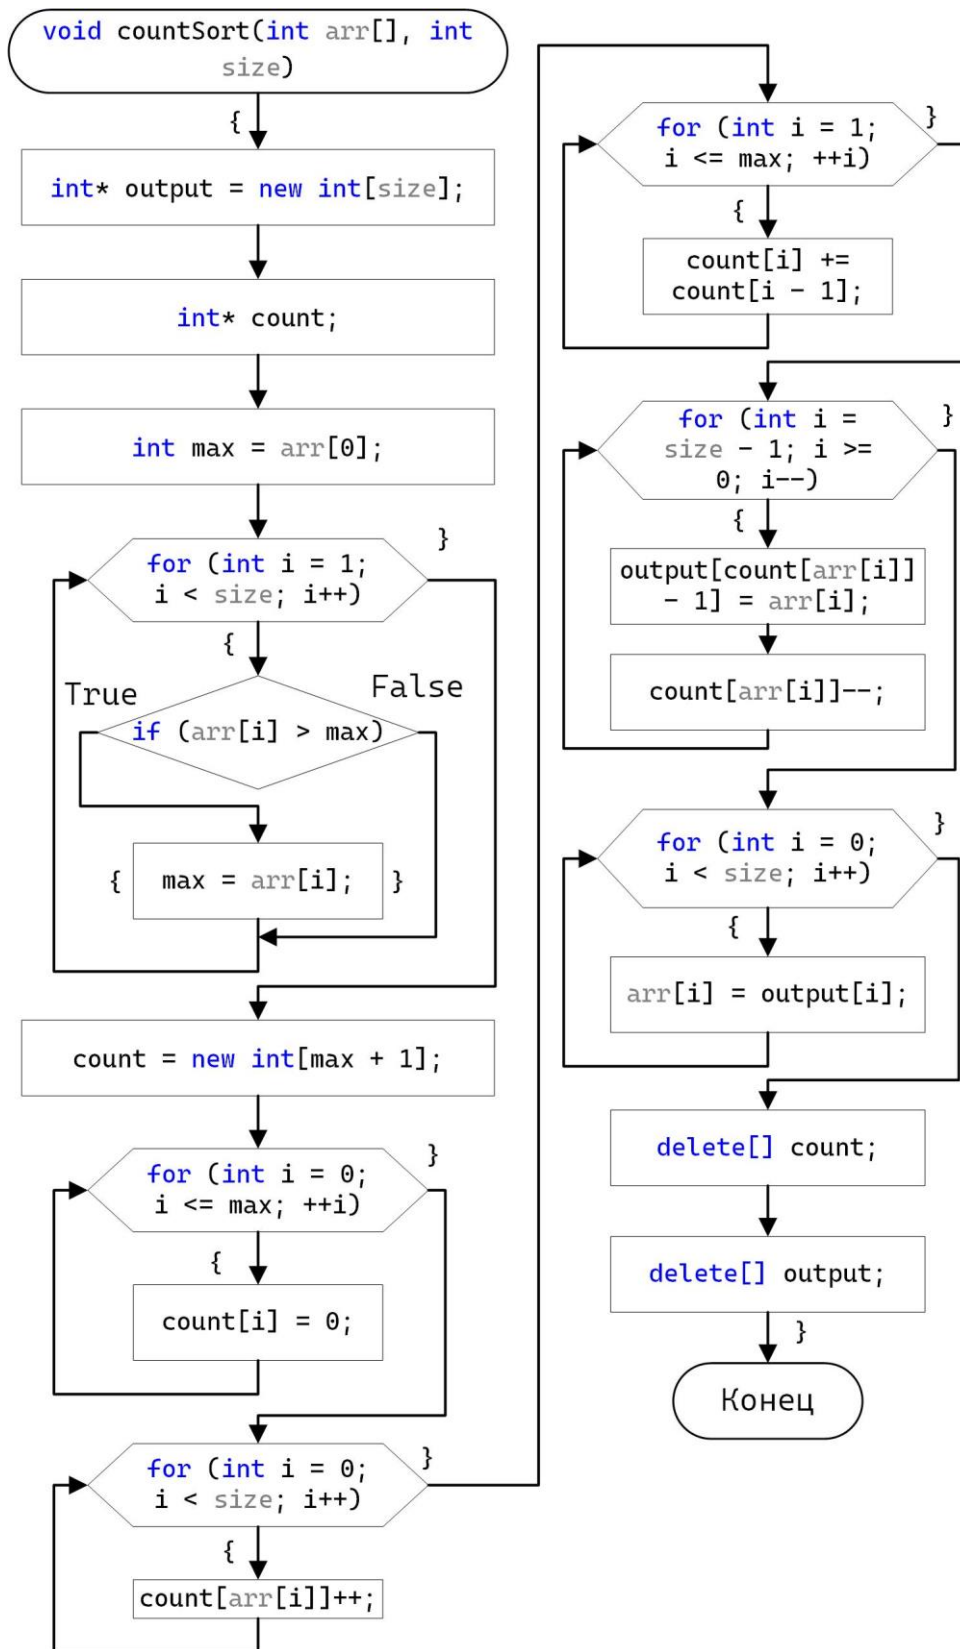 void countSort(int arr[], int
size)
{
int* output = new int[size];
int* count;
int max = arr[0];
for (int i = 1;
i < size; i++)
}
{
True
False
if (arr[i] > max)
{
max = arr[i];
}
count = new int[max + 1];
for (int i = 0;
i <= max; ++i)
}
{
count[i] = 0;
for (int i = 0;
i < size; i++)
}
{
count[arr[i]]++;
for (int i = 1;
i <= max; ++i)
}
{
count[i] +=
count[i - 1];
for (int i =
size - 1; i >=
0; i--)
}
{
output[count[arr[i]]
- 1] = arr[i];
count[arr[i]]--;
for (int i = 0;
i < size; i++)
}
{
arr[i] = output[i];
delete[] count;
delete[] output;
}
Конец